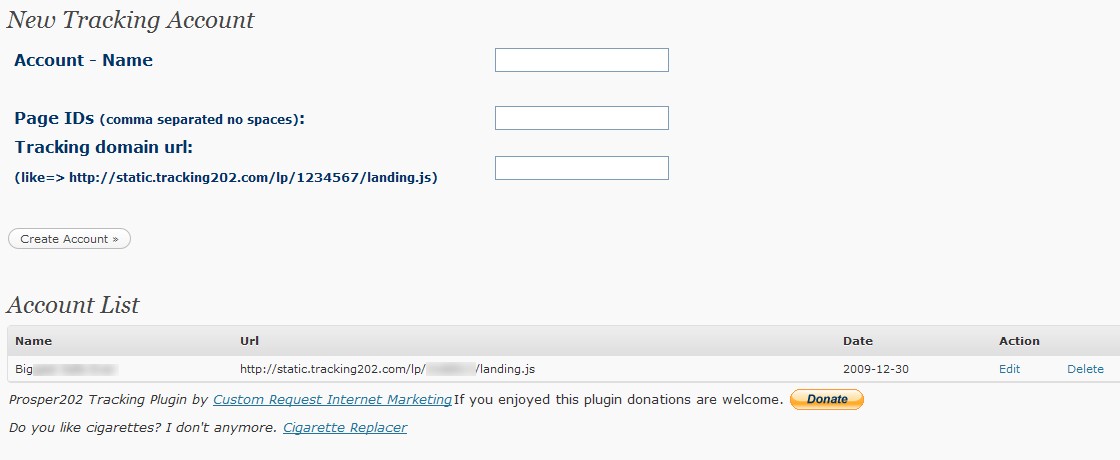 New Tracking Account
Account - Name
Page IDs (comma separated no spaces):
Tracking domain url:
(like=> http://static.tracking202.com/lp/1234567/landing.js)
Create Account »
Account List
Name Url Date Action
Big http://static.tracking202.com/lp/ /landing.js 2009-12-30 Edit Delete
Prosper202 Tracking Plugin by Custom Request Internet Marketing If you enjoyed this plugin donations are welcome. Donate
Do you like cigarettes? I don't anymore. Cigarette Replacer